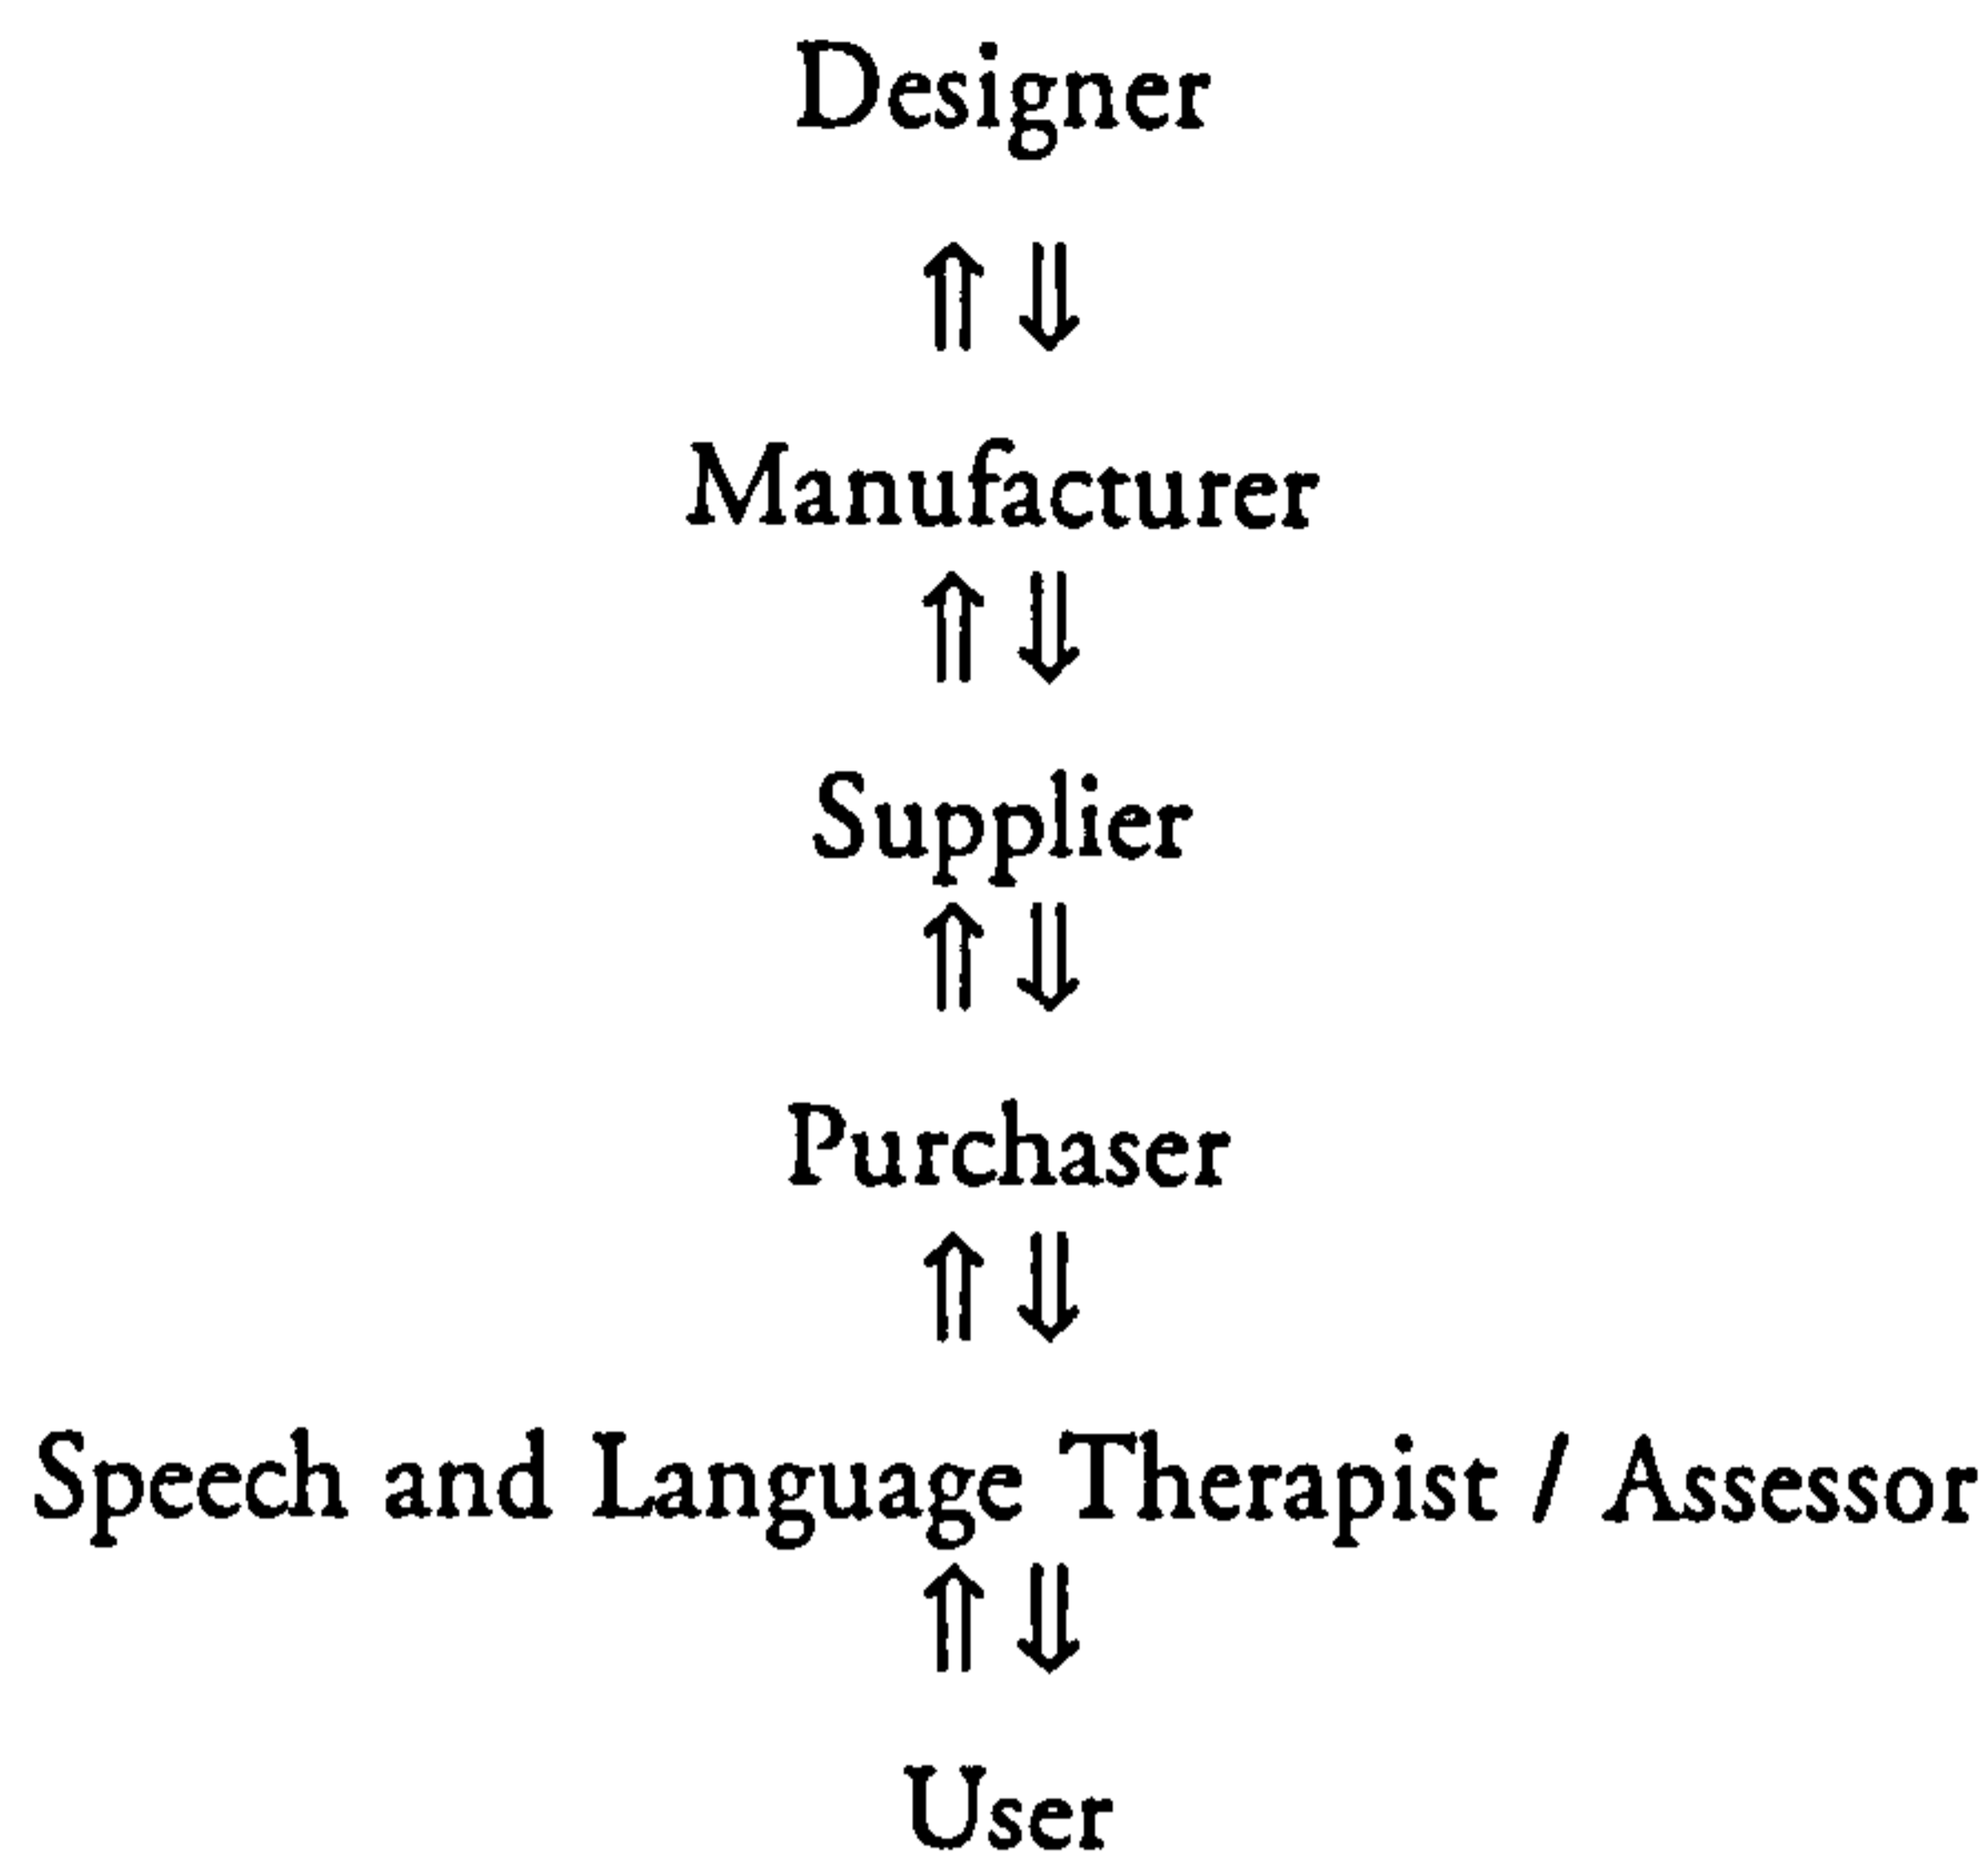 Designer
⇑ ⇓
Manufacturer
⇑ ⇓
Supplier
⇑ ⇓
Purchaser
⇑ ⇓
Speech and Language Therapist / Assessor
⇑ ⇓
User